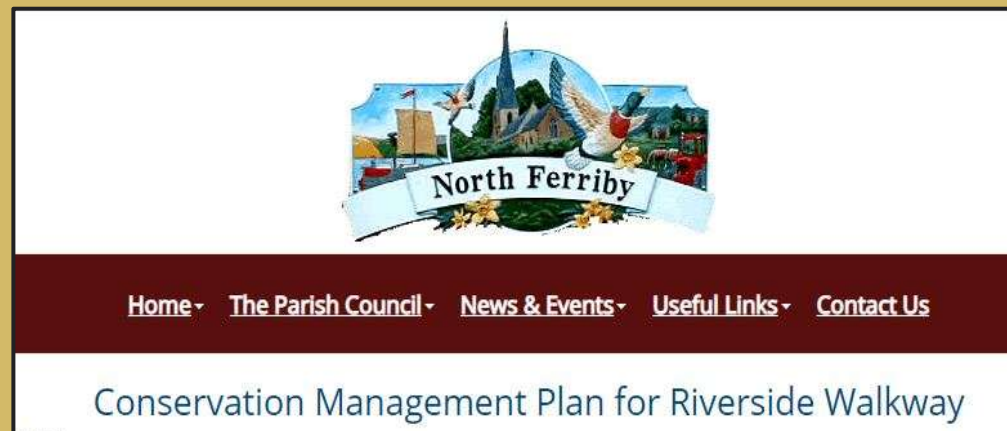 North Ferriby
Home The Parish Council News & Events Useful Links Contact Us
Conservation Management Plan for Riverside Walkway